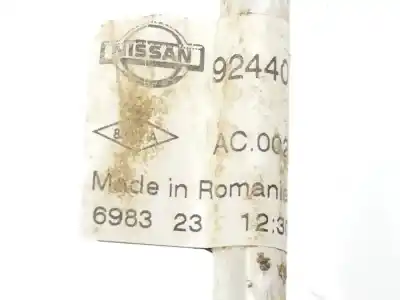 NISSAN 92440
AC.002
Made in Romania
6983 23 12:3